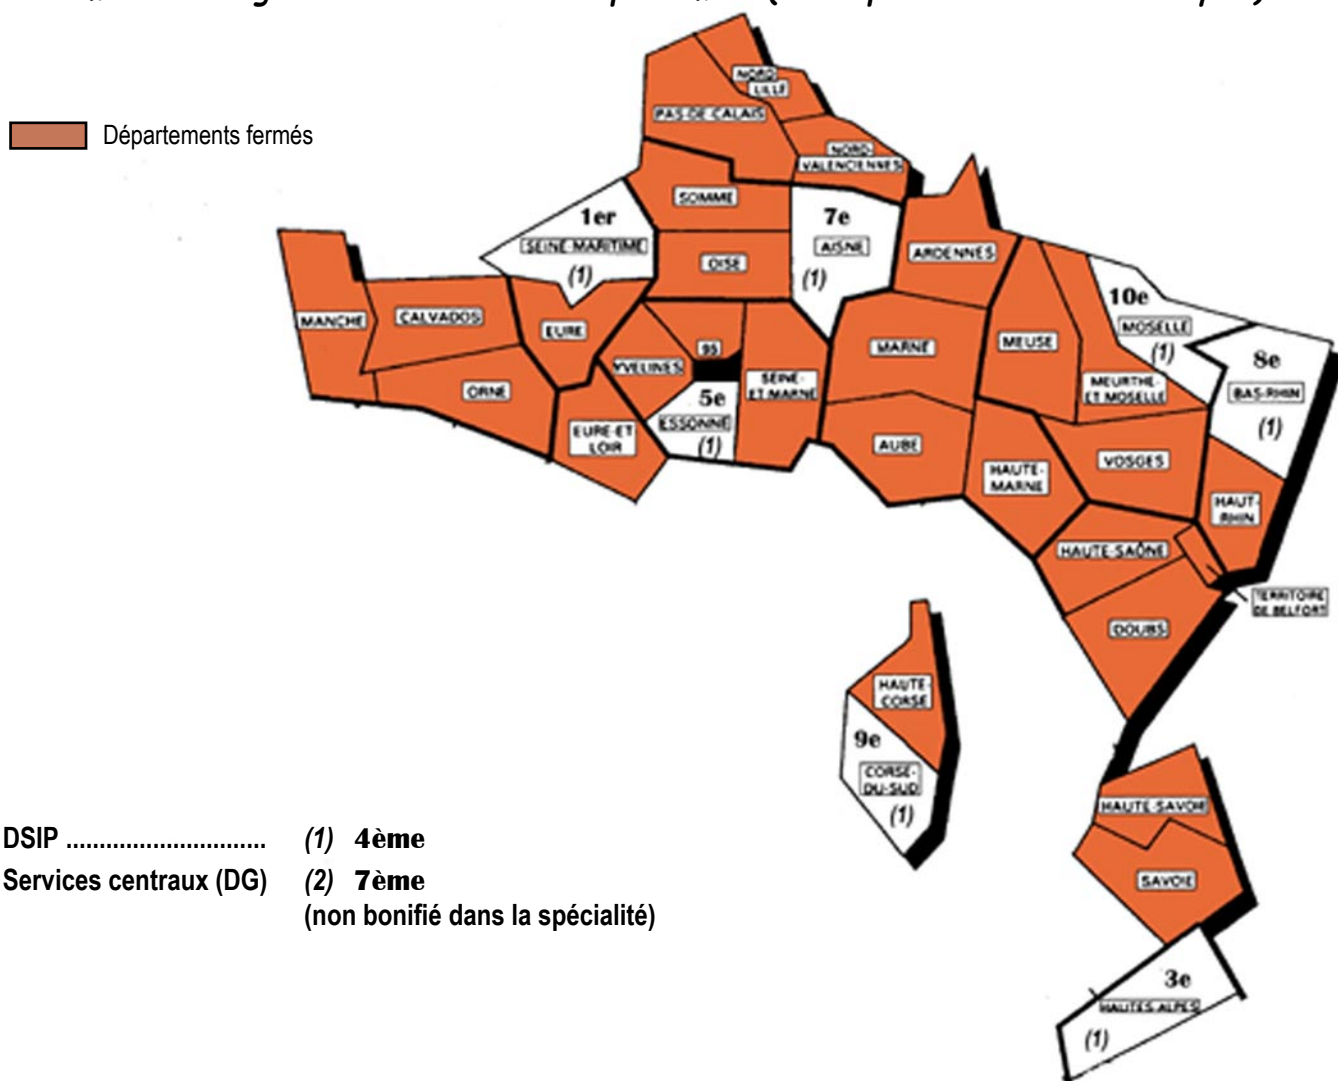 Départements fermés
NORD
LILLE
PAS-DE-CALAIS
NORD-
VALENCIENNES
SOMME
1er
SEINE-MARITIME
(1)
7e
AISNE
(1)
OISE
ARDENNES
10e
MOSELLE
(1)
MANCHE
CALVADOS
EURE
95
MARNE
MEUSE
8e
BAS-RHIN
(1)
YVELINES
SEINE-
ET-MARNE
MEURTHE-
ET MOSELLE
ORNE
5e
ESSONNE
(1)
EURE-ET
LOIR
AUBE
HAUTE-
MARNE
VOSGES
HAUT-
RHIN
HAUTE-SAÔNE
TERRITOIRE
DE BELFORT
DOUBS
HAUTE-
CORSE
9e
CORSE-
DU-SUD
(1)
HAUTE-SAVOIE
SAVOIE
3e
HAUTES-ALPES
(1)
DSIP .............................. (1) 4ème
Services centraux (DG) (2) 7ème
(non bonifié dans la spécialité)